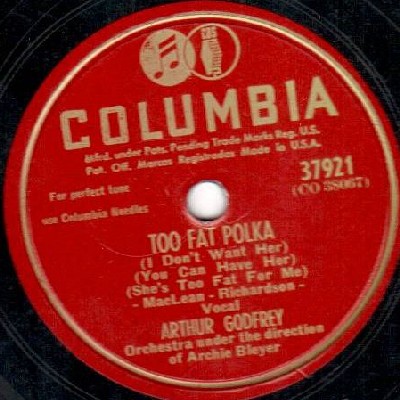 COLUMBIA
Mfrd. under Pats. Pending Trade Marks Reg. U.S.
Pat. Off. Marcas Registradas Made in U.S.A.
37921
(CO 38067)
For perfect tone
use Columbia Needles
TOO FAT POLKA
(I Don't Want Her)
(You Can Have Her)
(She's Too Fat For Me)
- MacLean - Richardson -
Vocal
ARTHUR GODFREY
Orchestra under the direction
of Archie Bleyer